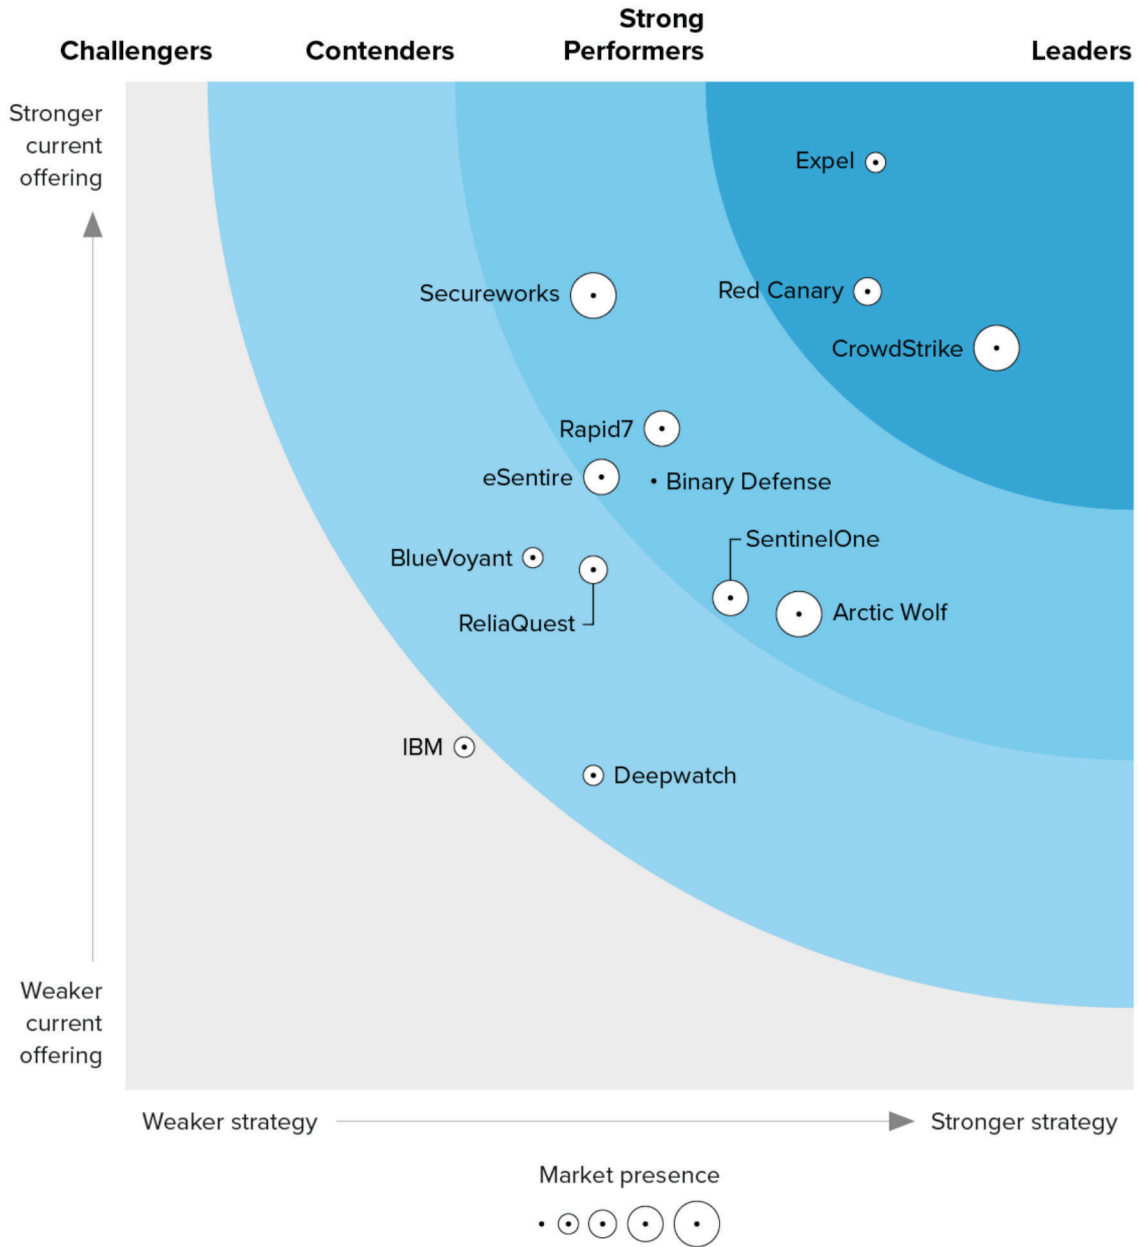 Challengers
Contenders
Strong
Performers
Leaders
Stronger
current
offering
Expel
Secureworks
Red Canary
CrowdStrike
Rapid7
eSentire
Binary Defense
SentinelOne
BlueVoyant
ReliaQuest
Arctic Wolf
IBM
Deepwatch
Weaker
current
offering
Weaker strategy
Stronger strategy
Market presence